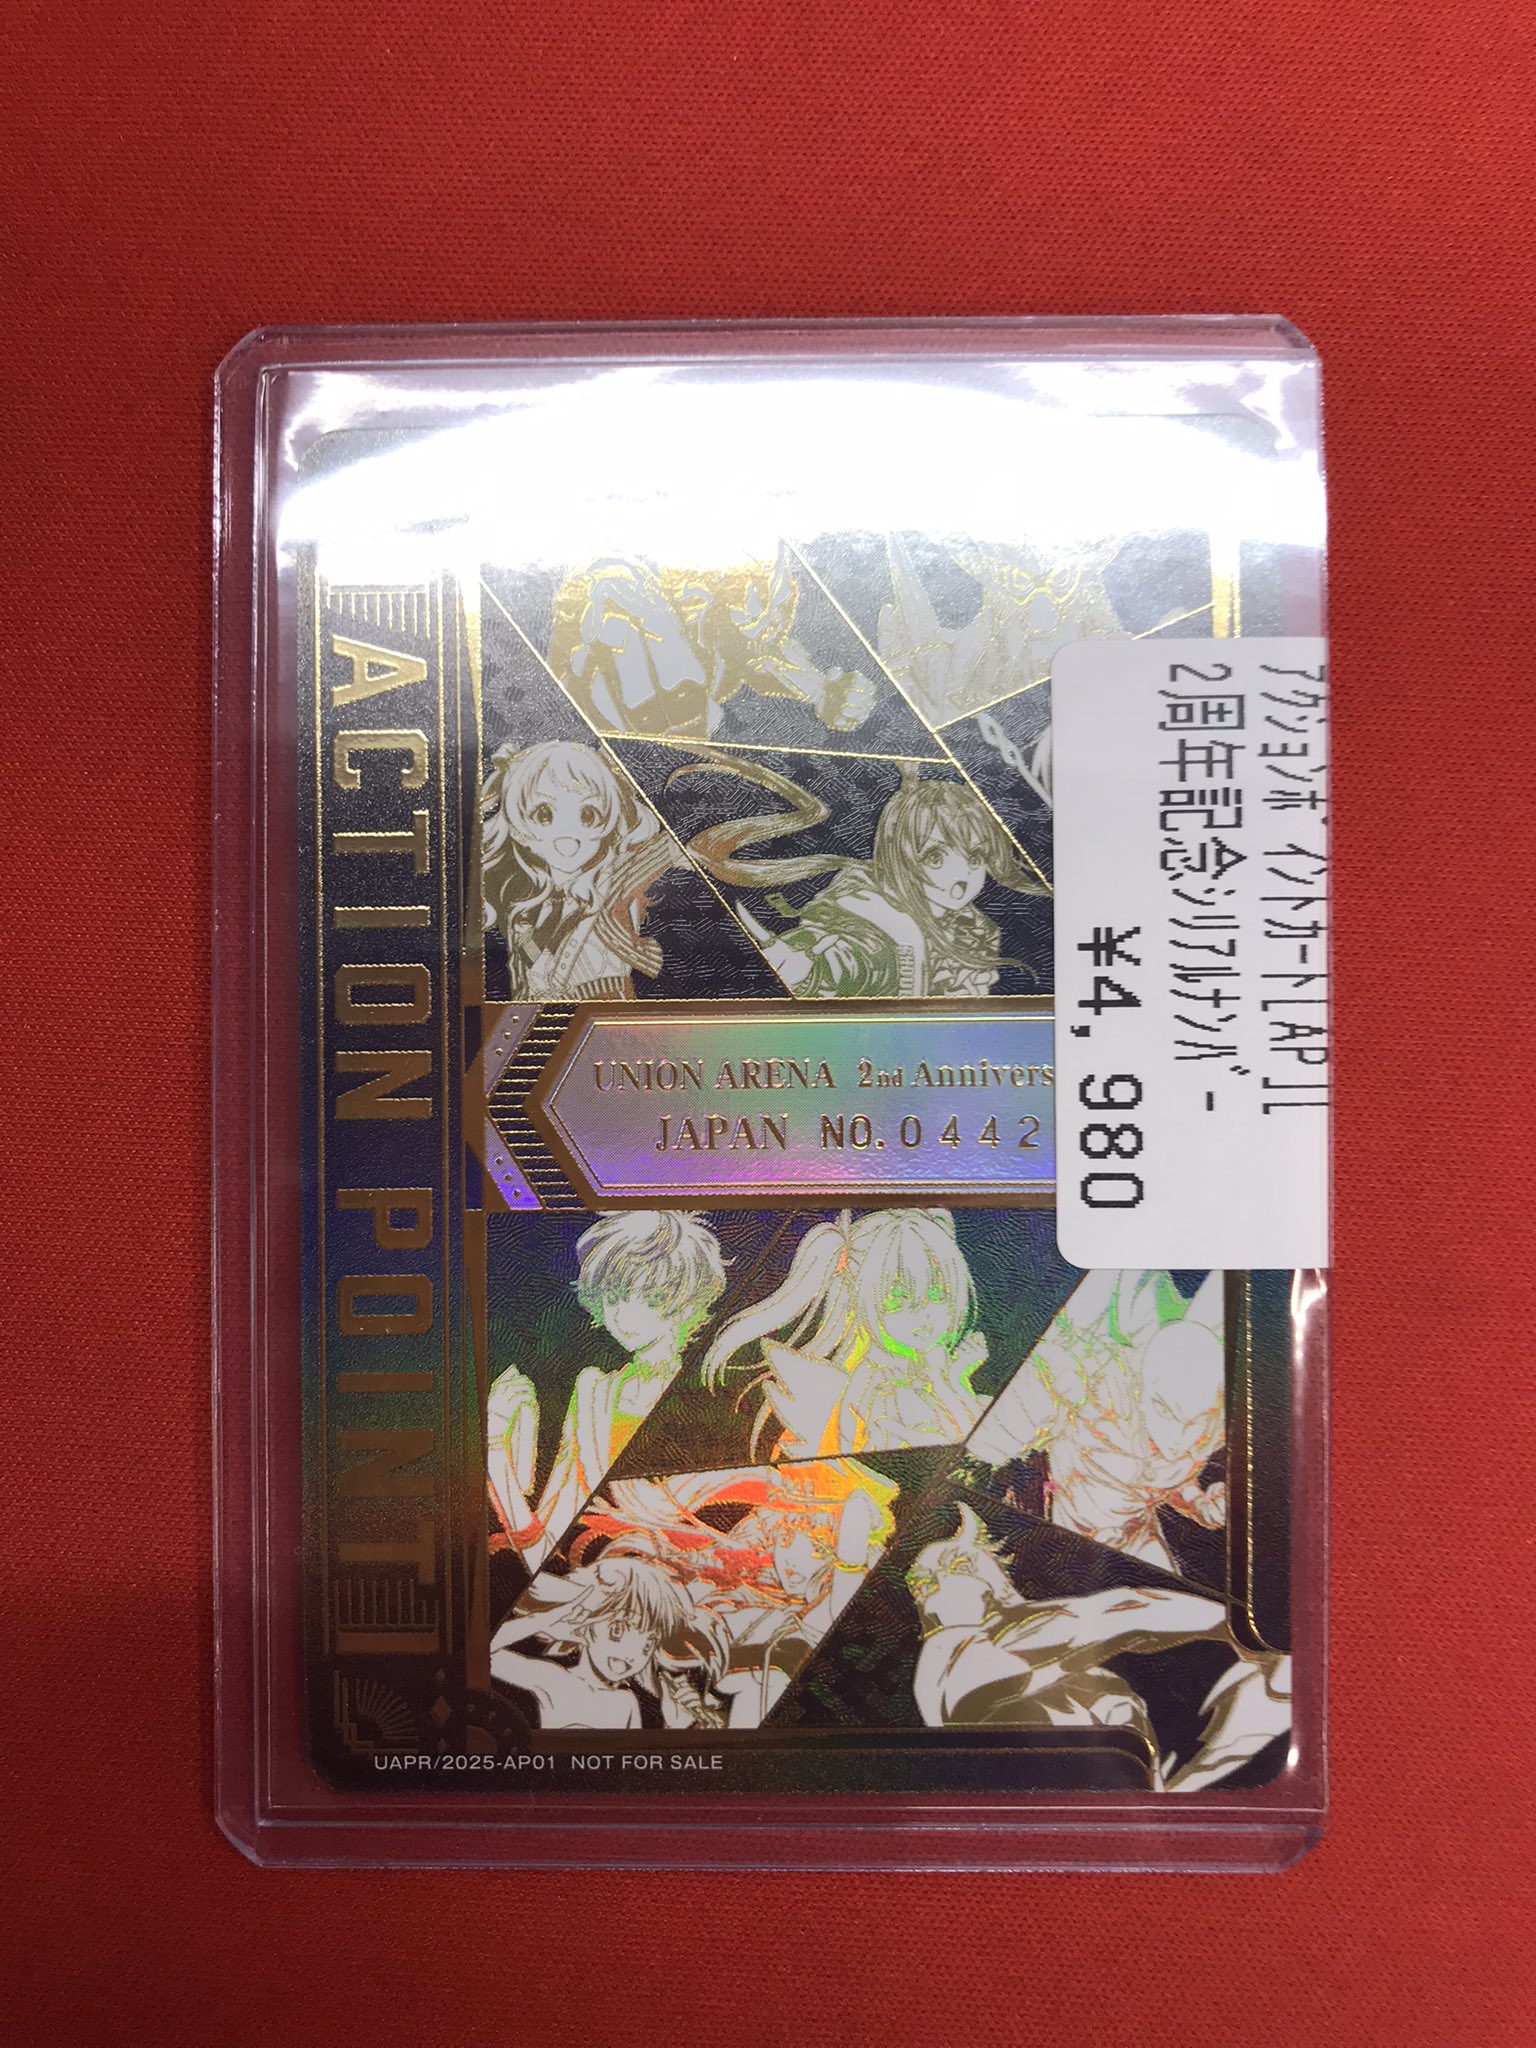 ACTION POINT
UNION ARENA 2nd Annivers
JAPAN NO.0442
UAPR/2025-AP01 NOT FOR SALE
ｱｸｼｮﾝﾎﾟｲﾝﾄｶｰﾄﾞ[AP][
2周年記念ｼﾘｱﾙﾅﾝﾊﾞｰ
¥4,980